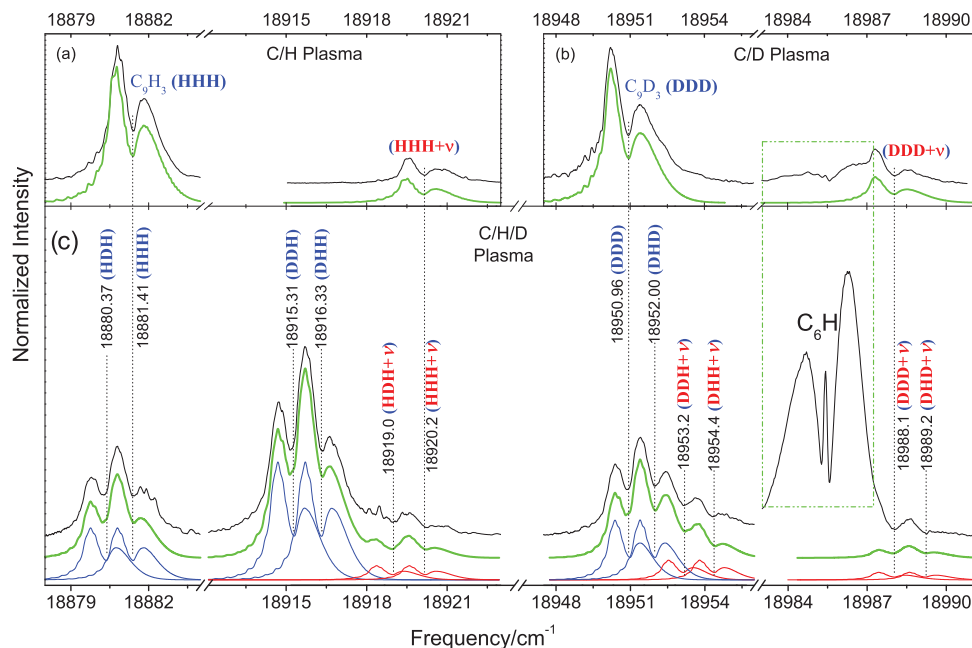 18879 18882 18915 18918 18921 18948 18951 18954 18984 18987 18990
(a) C/H Plasma
C₉H₃ (HHH)
(HHH+ν)
(b) C/D Plasma
C₉D₃ (DDD)
(DDD+ν)
(c) C/H/D
Plasma
18880.37 (HDH)
18881.41 (HHH)
18915.31 (DDH)
18916.33 (DHH)
18919.0 (HDH+ν)
18920.2 (HHH+ν)
18950.96 (DDD)
18952.00 (DHD)
18953.2 (DDH+ν)
18954.4 (DHH+ν)
C₆H
18988.1 (DDD+ν)
18989.2 (DHD+ν)
Normalized Intensity
18879 18882 18915 18918 18921 18948 18951 18954 18984 18987 18990
Frequency/cm⁻¹